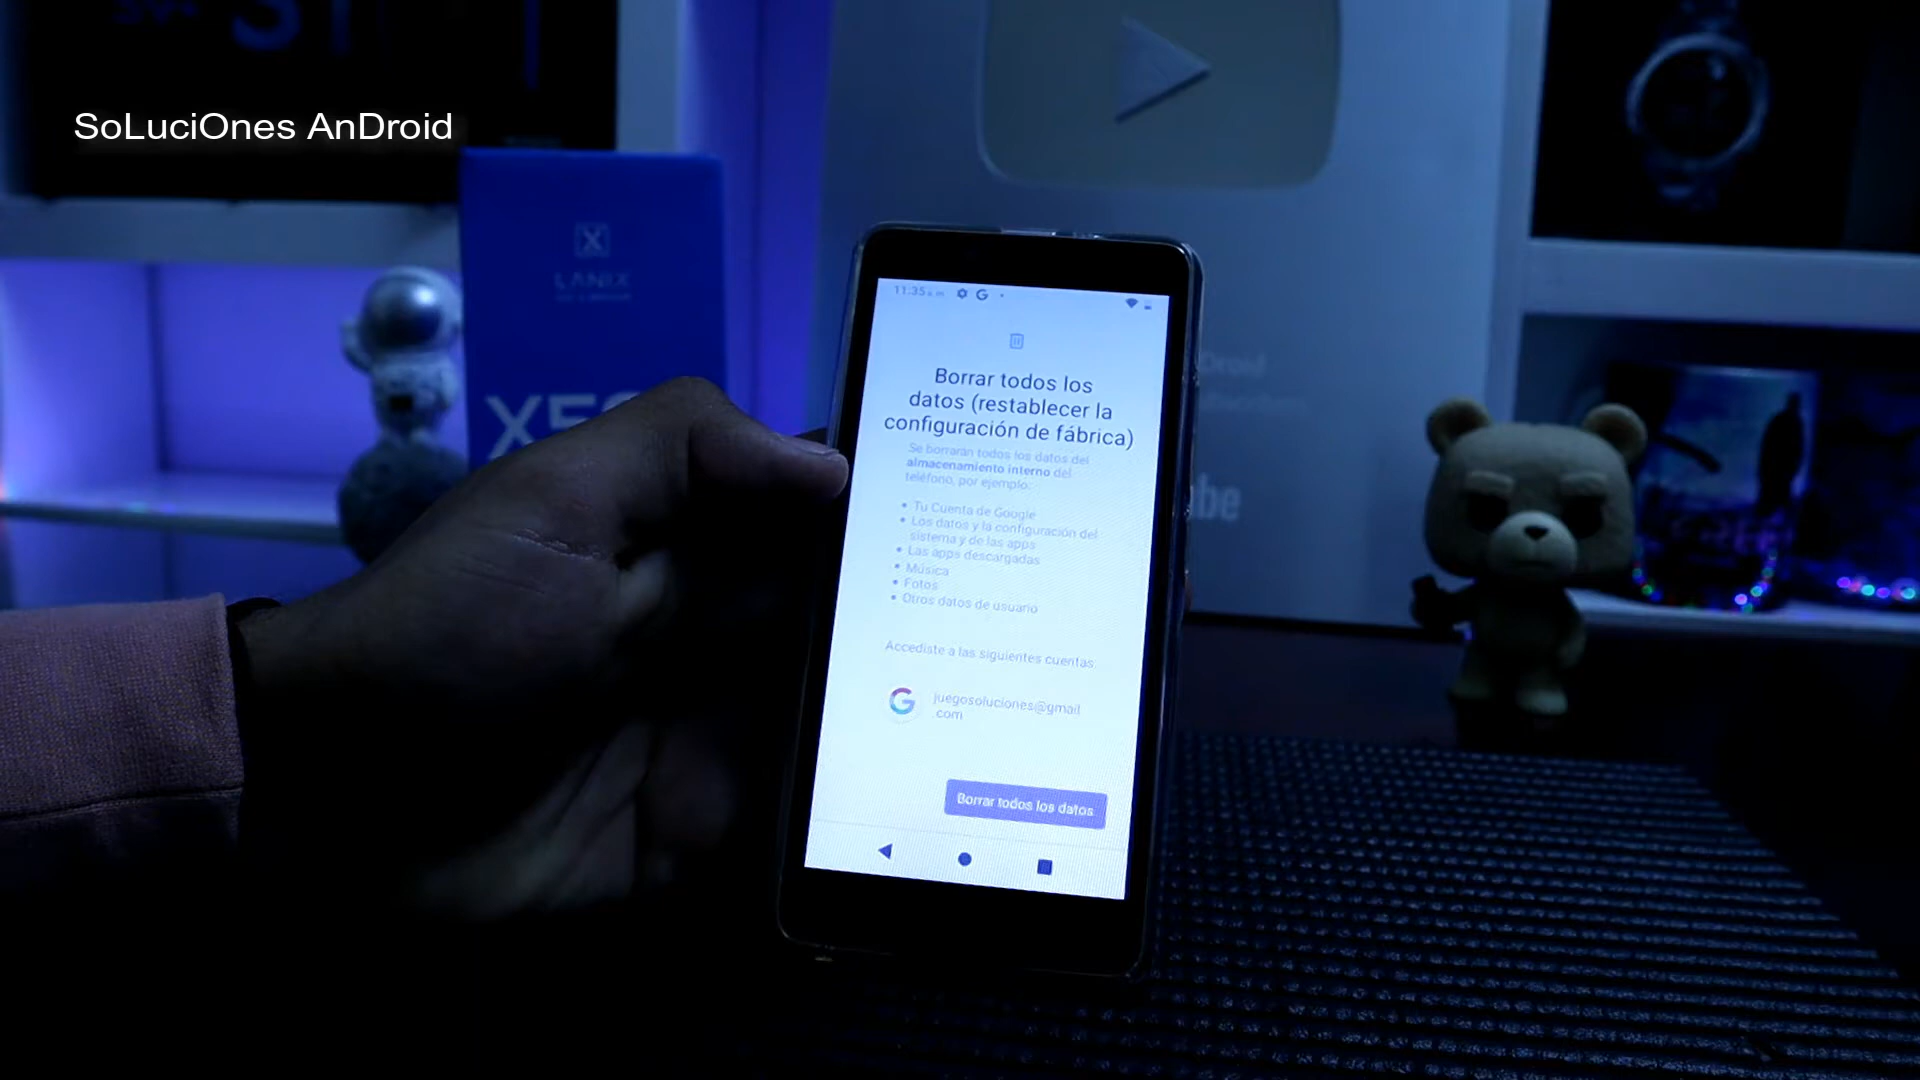 SoLuciOnes AnDroid
LANIX
11:35 a.m.
Borrar todos los
datos (restablecer la
configuración de fábrica)
Se borrarán todos los datos del
almacenamiento interno del
teléfono, por ejemplo:
• Tu Cuenta de Google
• Los datos y la configuración del
sistema y de las apps
• Las apps descargadas
• Música
• Fotos
• Otros datos de usuario
Accediste a las siguientes cuentas:
G
juegosoluciones@gmail
.com
Borrar todos los datos